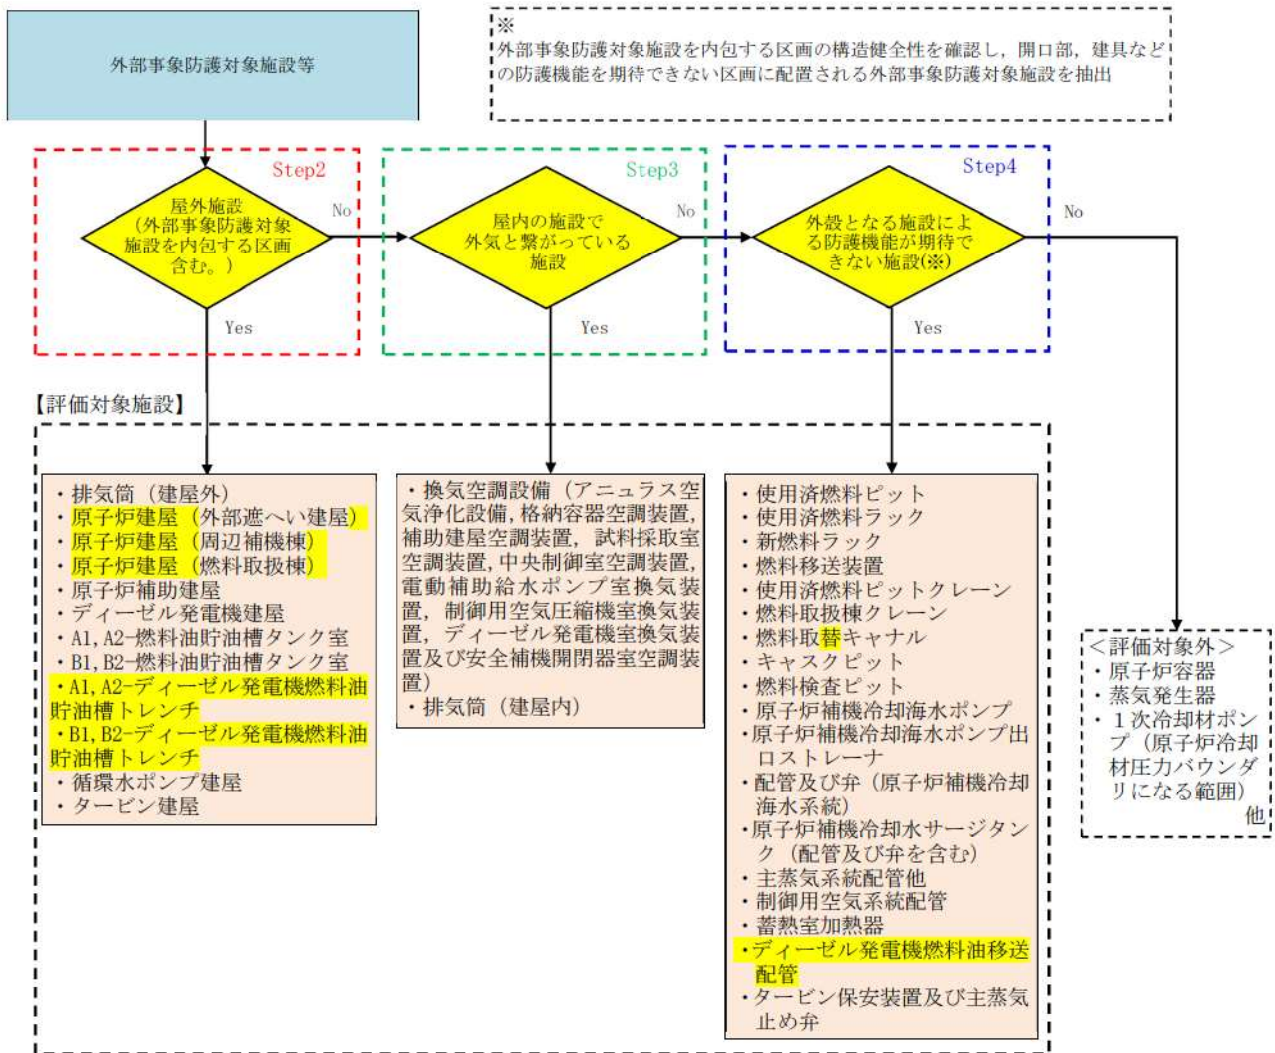 外部事象防護対象施設等
※
外部事象防護対象施設を内包する区画の構造健全性を確認し，開口部，建具など
の防護機能を期待できない区画に配置される外部事象防護対象施設を抽出
Step2
屋外施設
（外部事象防護対象
施設を内包する区画
含む。）
No
Yes
Step3
屋内の施設で
外気と繋がっている
施設
No
Yes
Step4
外殻となる施設によ
る防護機能が期待で
きない施設(※)
No
Yes
【評価対象施設】
・排気筒（建屋外）
・原子炉建屋（外部遮へい建屋）
・原子炉建屋（周辺補機棟）
・原子炉建屋（燃料取扱棟）
・原子炉補助建屋
・ディーゼル発電機建屋
・A1, A2-燃料油貯油槽タンク室
・B1, B2-燃料油貯油槽タンク室
・A1, A2-ディーゼル発電機燃料油
貯油槽トレンチ
・B1, B2-ディーゼル発電機燃料油
貯油槽トレンチ
・循環水ポンプ建屋
・タービン建屋
・換気空調設備（アニュラス空
気浄化設備, 格納容器空調装置,
補助建屋空調装置，試料採取室
空調装置, 中央制御室空調装置,
電動補助給水ポンプ室換気装
置，制御用空気圧縮機室換気装
置，ディーゼル発電機室換気装
置及び安全補機開閉器室空調装
置）
・排気筒（建屋内）
・使用済燃料ピット
・使用済燃料ラック
・新燃料ラック
・燃料移送装置
・使用済燃料ピットクレーン
・燃料取扱棟クレーン
・燃料取替キャナル
・キャスクピット
・燃料検査ピット
・原子炉補機冷却海水ポンプ
・原子炉補機冷却海水ポンプ出
口ストレーナ
・配管及び弁（原子炉補機冷却
海水系統）
・原子炉補機冷却水サージタン
ク（配管及び弁を含む）
・主蒸気系統配管他
・制御用空気系統配管
・蓄熱室加熱器
・ディーゼル発電機燃料油移送
配管
・タービン保安装置及び主蒸気
止め弁
＜評価対象外＞
・原子炉容器
・蒸気発生器
・１次冷却材ポン
プ（原子炉冷却
材圧力バウンダ
リになる範囲）
他